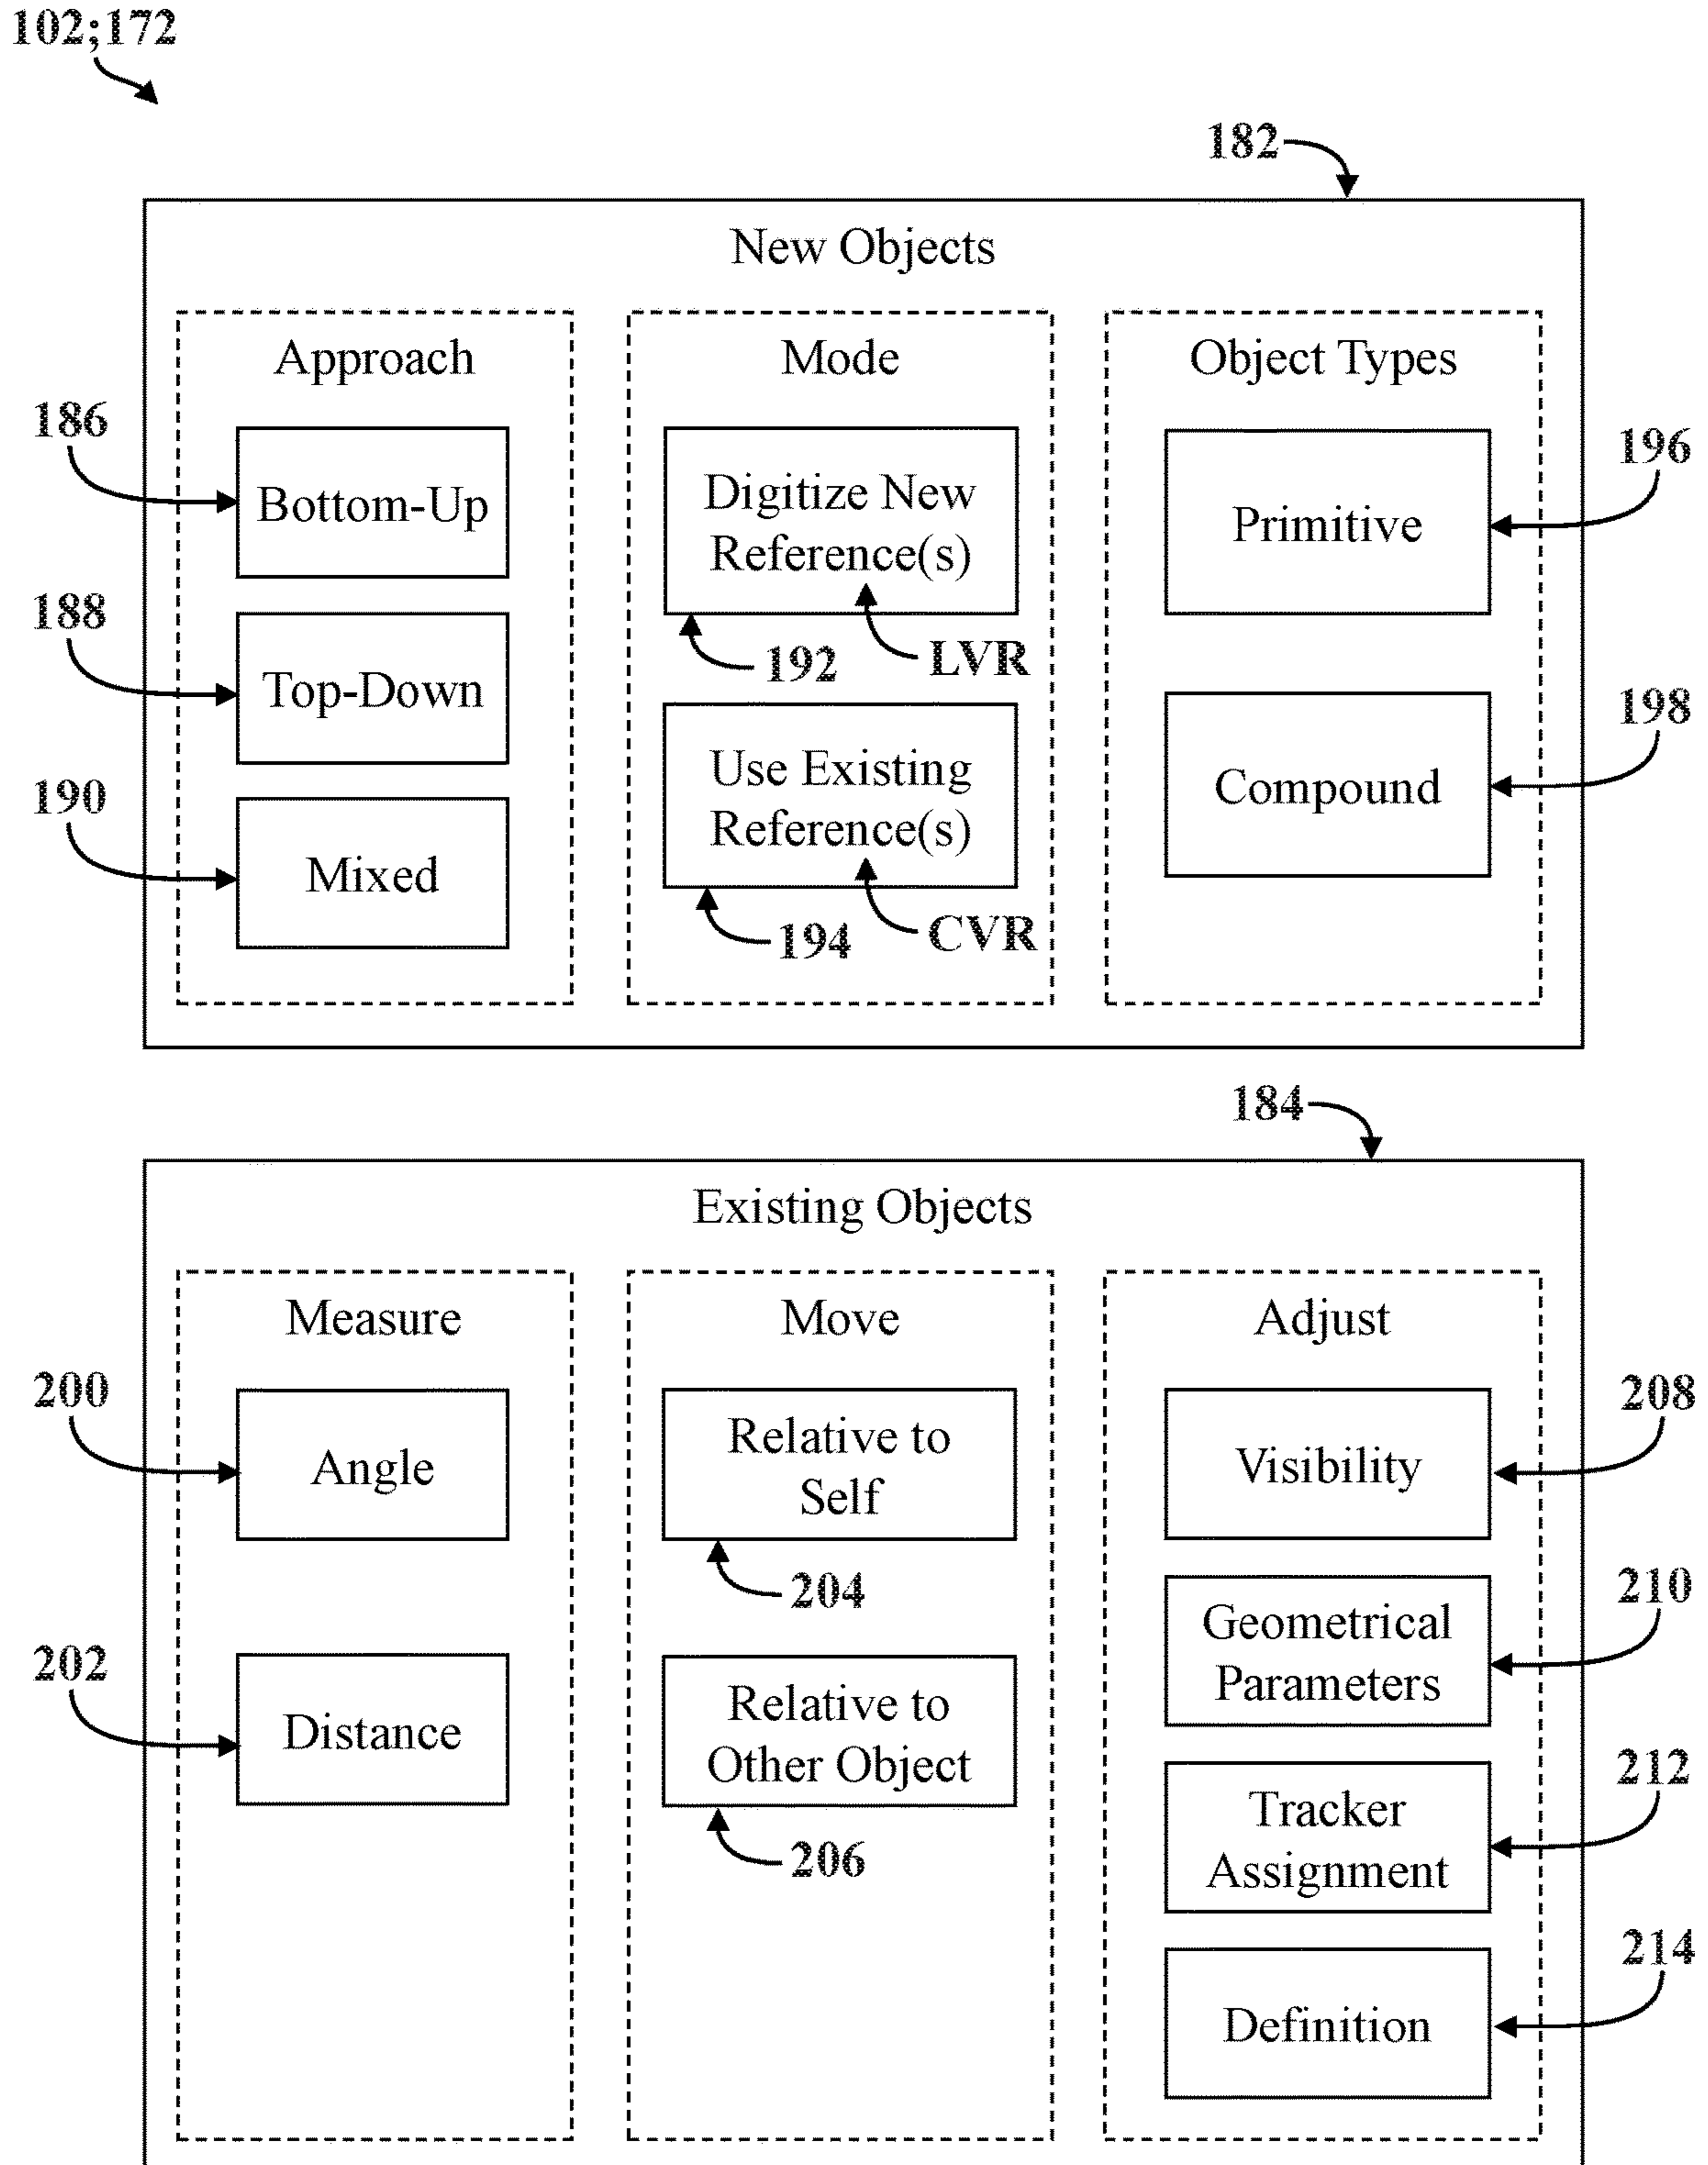 102;172
182
New Objects
Approach
Mode
Object Types
186
Bottom-Up
188
Top-Down
190
Mixed
Digitize New
Reference(s)
192
LVR
Use Existing
Reference(s)
194
CVR
196
Primitive
198
Compound
184
Existing Objects
Measure
Move
Adjust
200
Angle
202
Distance
Relative to
Self
204
Relative to
Other Object
206
208
Visibility
210
Geometrical
Parameters
212
Tracker
Assignment
214
Definition